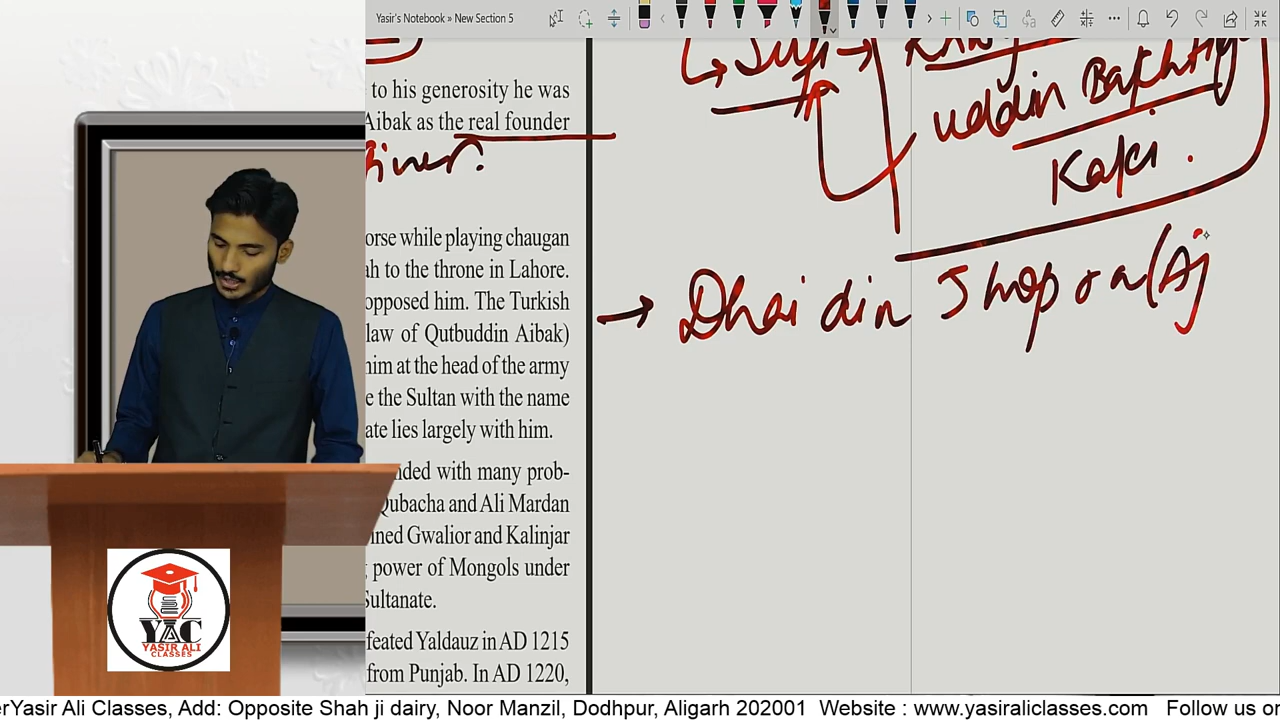 Yasir's Notebook » New Section 5
to his generosity he was
Aibak as the real founder
orse while playing chaugan
ah to the throne in Lahore.
opposed him. The Turkish
law of Qutbuddin Aibak)
him at the head of the army
e the Sultan with the name
ate lies largely with him.
nded with many prob-
Qubacha and Ali Mardan
ined Gwalior and Kalinjar
power of Mongols under
Sultanate.
feated Yaldauz in AD 1215
from Punjab. In AD 1220,
uddin
Kaki.
→ Dhai din Jhopra (Aj
YAC
YASIR ALI
CLASSES
erYasir Ali Classes, Add: Opposite Shah ji dairy, Noor Manzil, Dodhpur, Aligarh 202001 Website : www.yasiraliclasses.com Follow us o